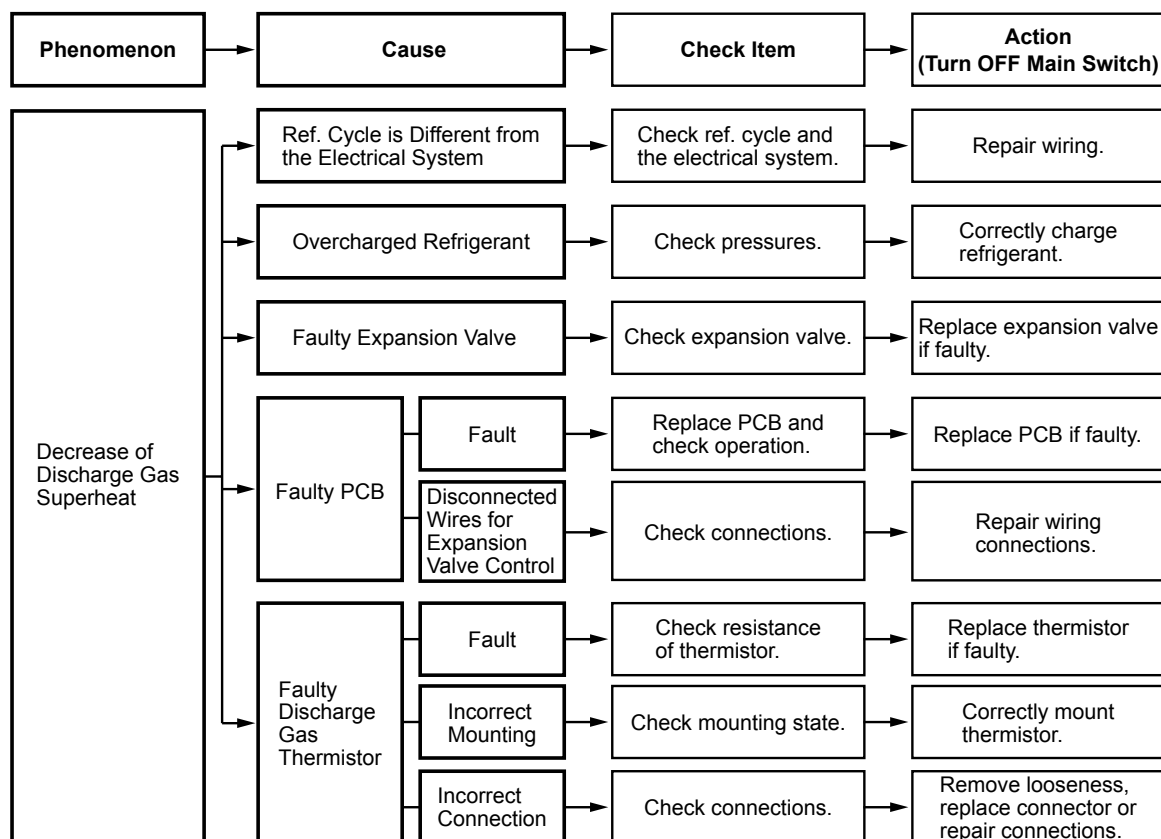 Phenomenon
Cause
Check Item
Action
(Turn OFF Main Switch)
Decrease of
Discharge Gas
Superheat
Ref. Cycle is Different from
the Electrical System
Check ref. cycle and
the electrical system.
Repair wiring.
Overcharged Refrigerant
Check pressures.
Correctly charge
refrigerant.
Faulty Expansion Valve
Check expansion valve.
Replace expansion valve
if faulty.
Faulty PCB
Fault
Replace PCB and
check operation.
Replace PCB if faulty.
Disconnected
Wires for
Expansion
Valve Control
Check connections.
Repair wiring
connections.
Faulty
Discharge
Gas
Thermistor
Fault
Check resistance
of thermistor.
Replace thermistor
if faulty.
Incorrect
Mounting
Check mounting state.
Correctly mount
thermistor.
Incorrect
Connection
Check connections.
Remove looseness,
replace connector or
repair connections.